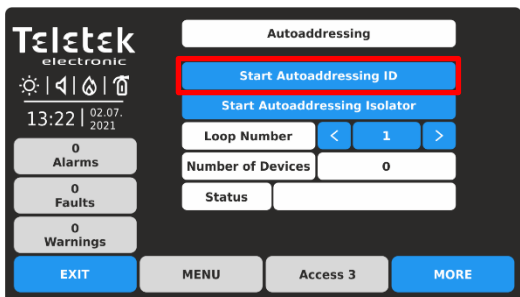 Teletek
electronic
13:22 02.07.
2021
0
Alarms
0
Faults
0
Warnings
Autoaddressing
Start Autoaddressing ID
Start Autoaddressing Isolator
Loop Number < 1 >
Number of Devices 0
Status
EXIT MENU Access 3 MORE